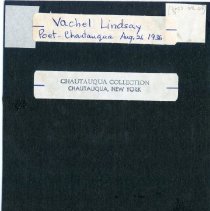 Vachel Lindsay
Poet - Chautauqua Aug. 26 1936
CHAUTAUQUA COLLECTION
CHAUTAUQUA, NEW YORK